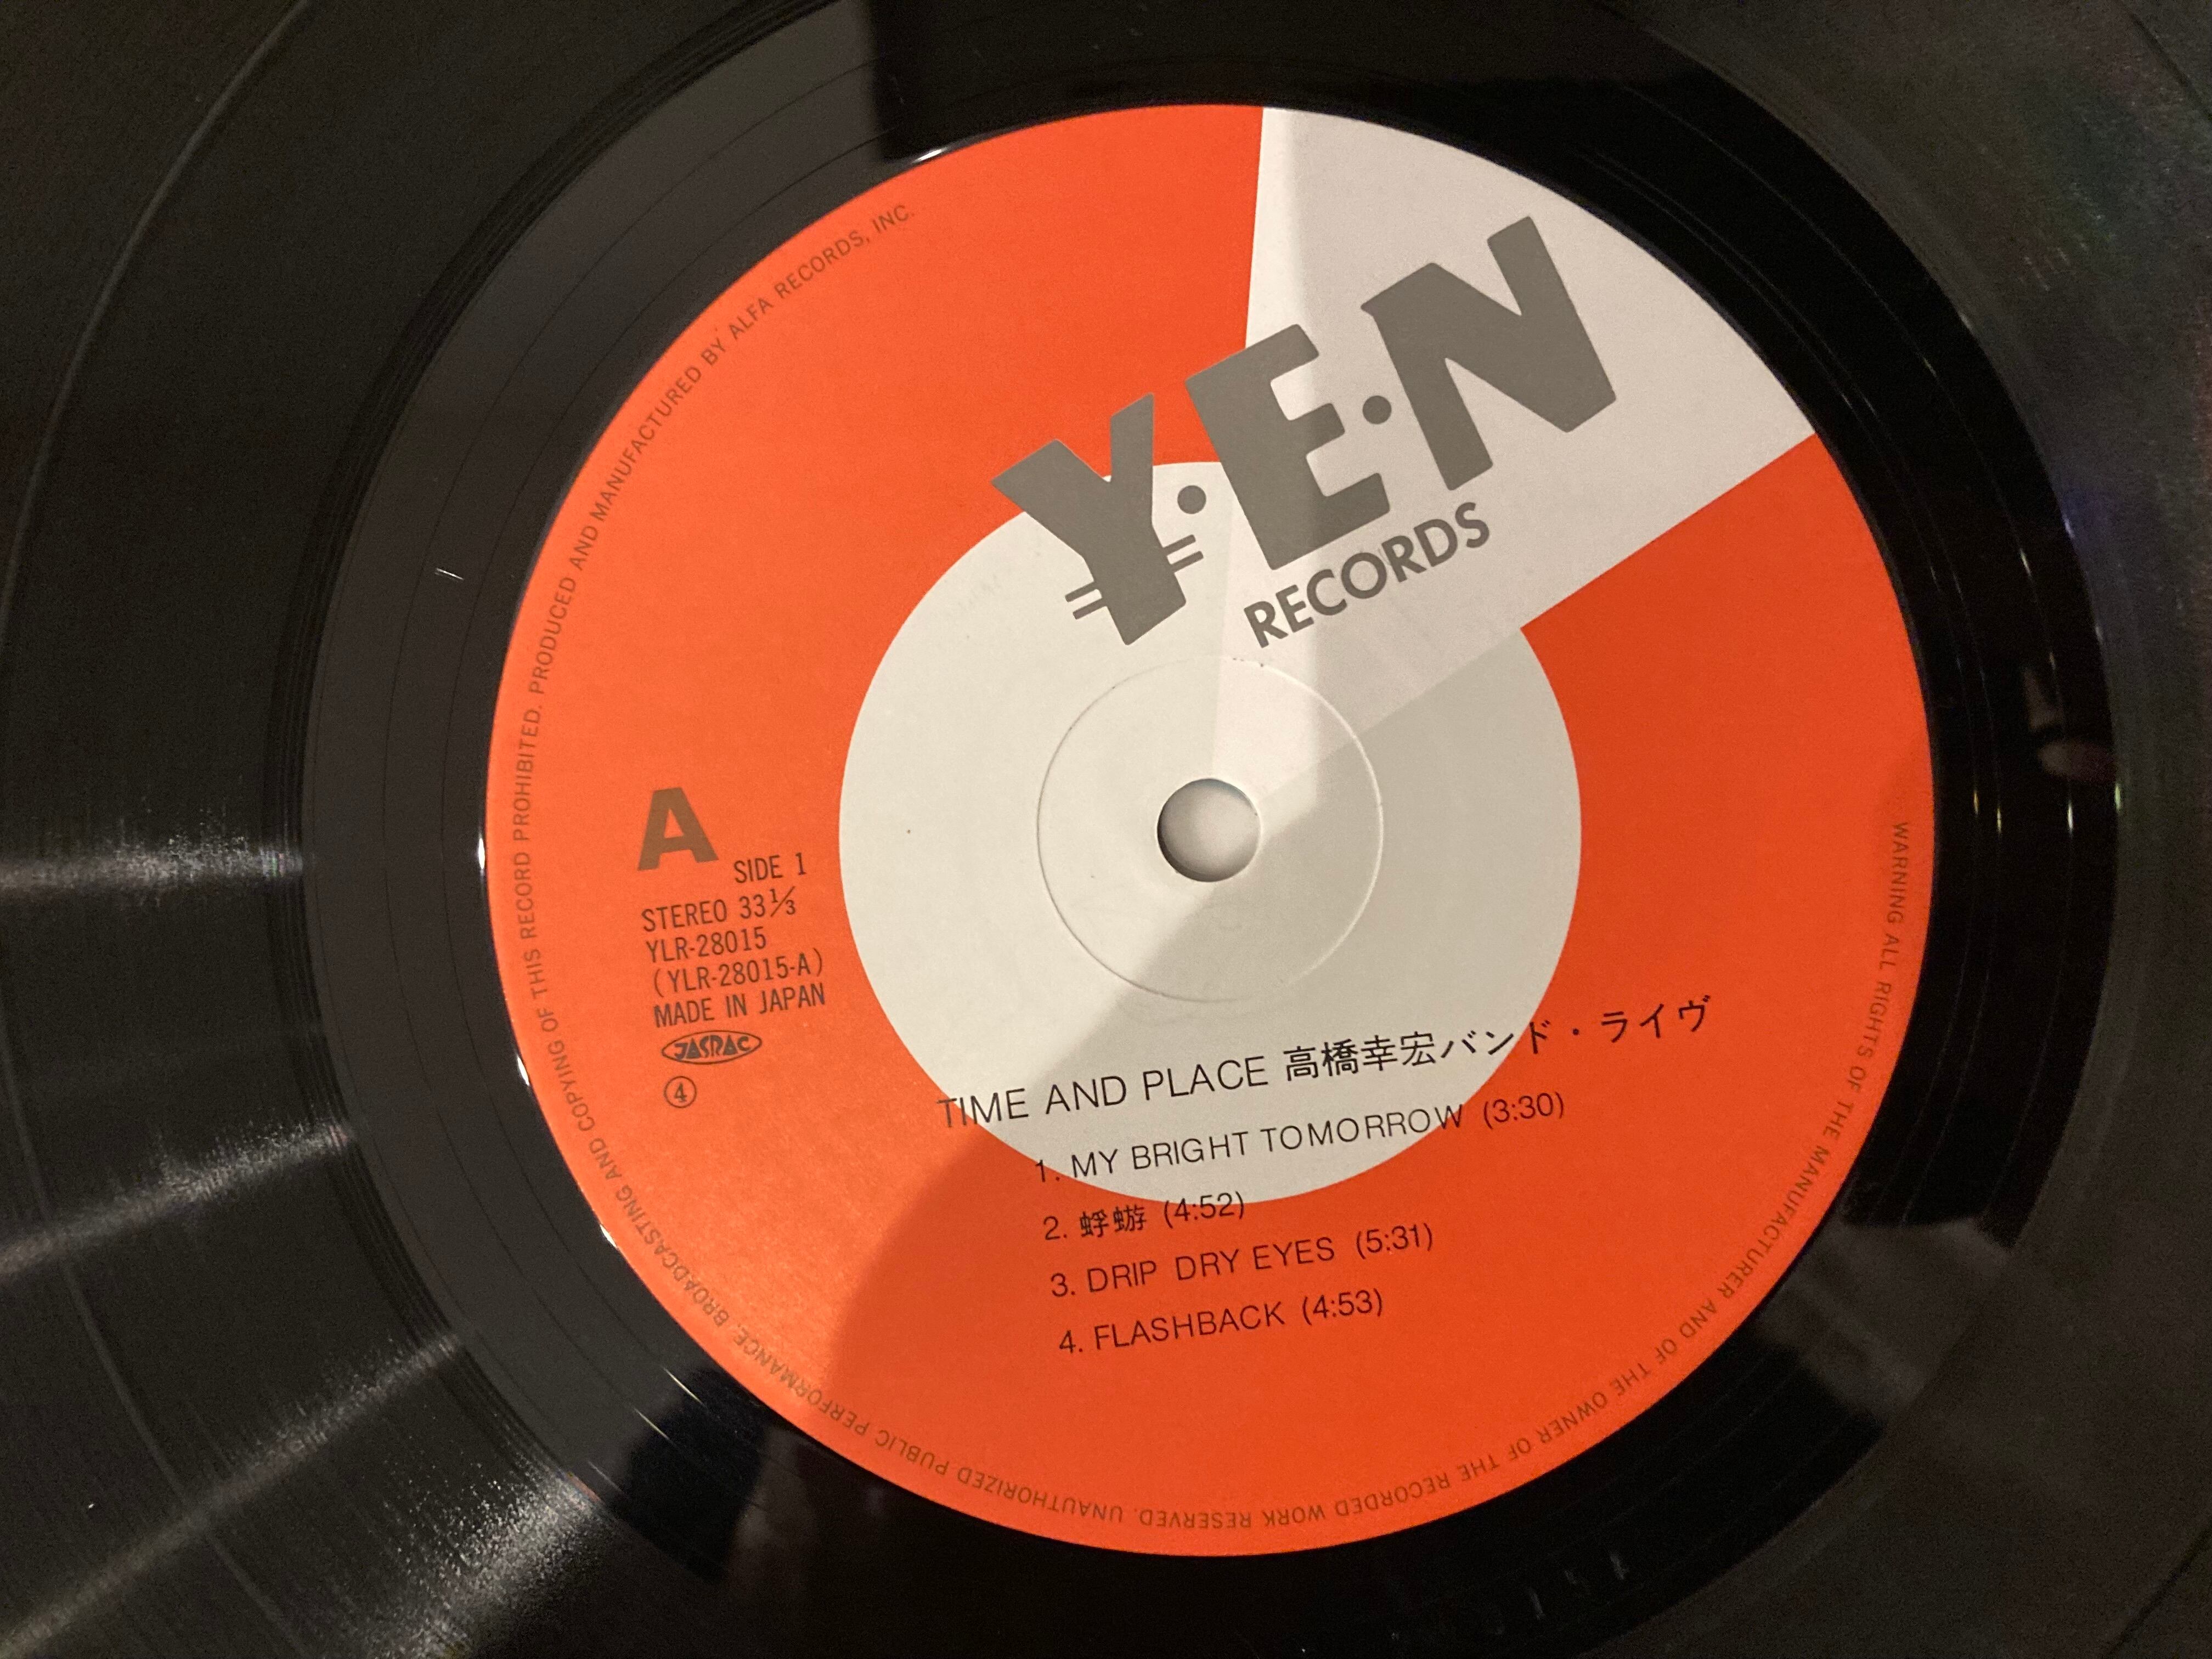 Y·E·N
RECORDS
A
SIDE 1
STEREO 33⅓
YLR-28015
(YLR-28015-A)
MADE IN JAPAN
JASRAC
④
TIME AND PLACE 高橋幸宏バンド・ライヴ
1. MY BRIGHT TOMORROW (3:30)
2. 蜉蝣 (4:52)
3. DRIP DRY EYES (5:31)
4. FLASHBACK (4:53)
WARNING ALL RIGHTS OF THE MANUFACTURER AND OF THE OWNER OF THE RECORDED WORK RESERVED. UNAUTHORIZED PUBLIC PERFORMANCE. BROADCASTING AND COPYING OF THIS RECORD PROHIBITED. PRODUCED AND MANUFACTURED BY ALFA RECORDS, INC.